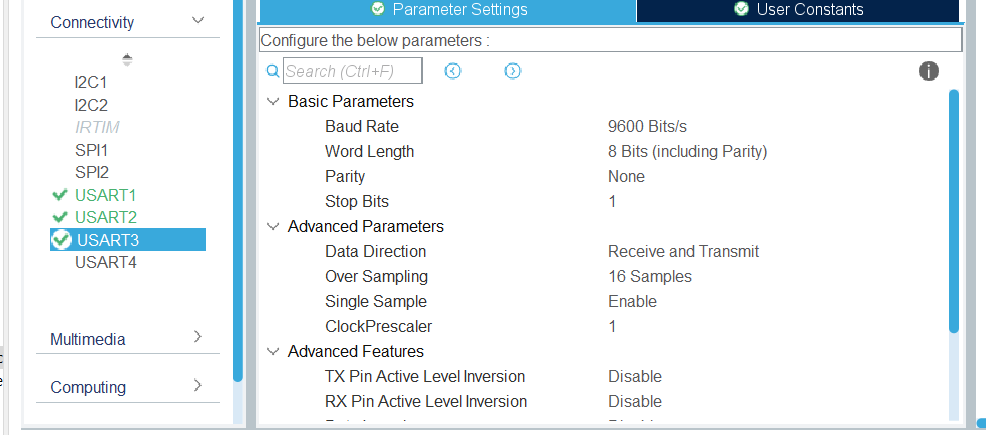 Connectivity
I2C1
I2C2
IRTIM
SPI1
SPI2
USART1
USART2
USART3
USART4
Multimedia
Computing
Parameter Settings
User Constants
Configure the below parameters :
Search (Ctrl+F)
i
Basic Parameters
Baud Rate 9600 Bits/s
Word Length 8 Bits (including Parity)
Parity None
Stop Bits 1
Advanced Parameters
Data Direction Receive and Transmit
Over Sampling 16 Samples
Single Sample Enable
ClockPrescaler 1
Advanced Features
TX Pin Active Level Inversion Disable
RX Pin Active Level Inversion Disable